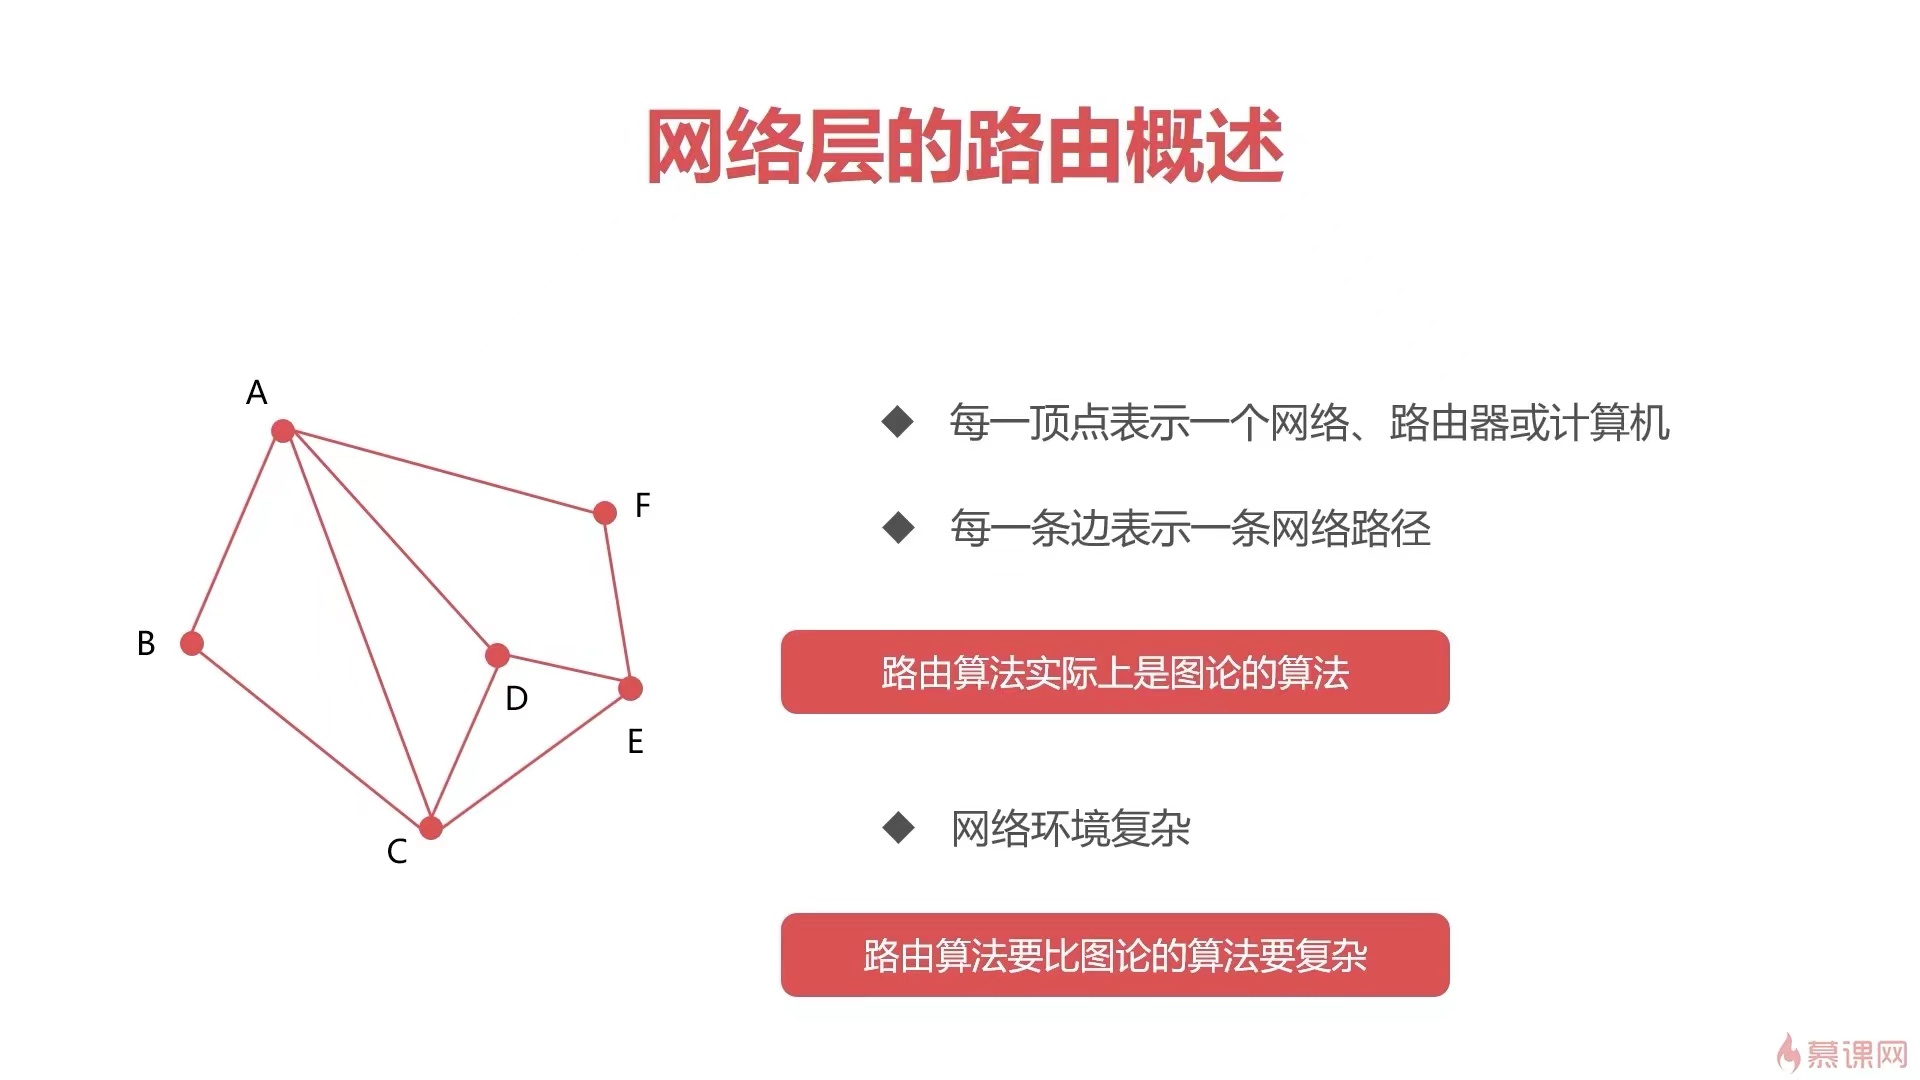 网络层的路由概述
A
F
B
D
E
C
◆ 每一顶点表示一个网络、路由器或计算机
◆ 每一条边表示一条网络路径
路由算法实际上是图论的算法
◆ 网络环境复杂
路由算法要比图论的算法要复杂
慕课网